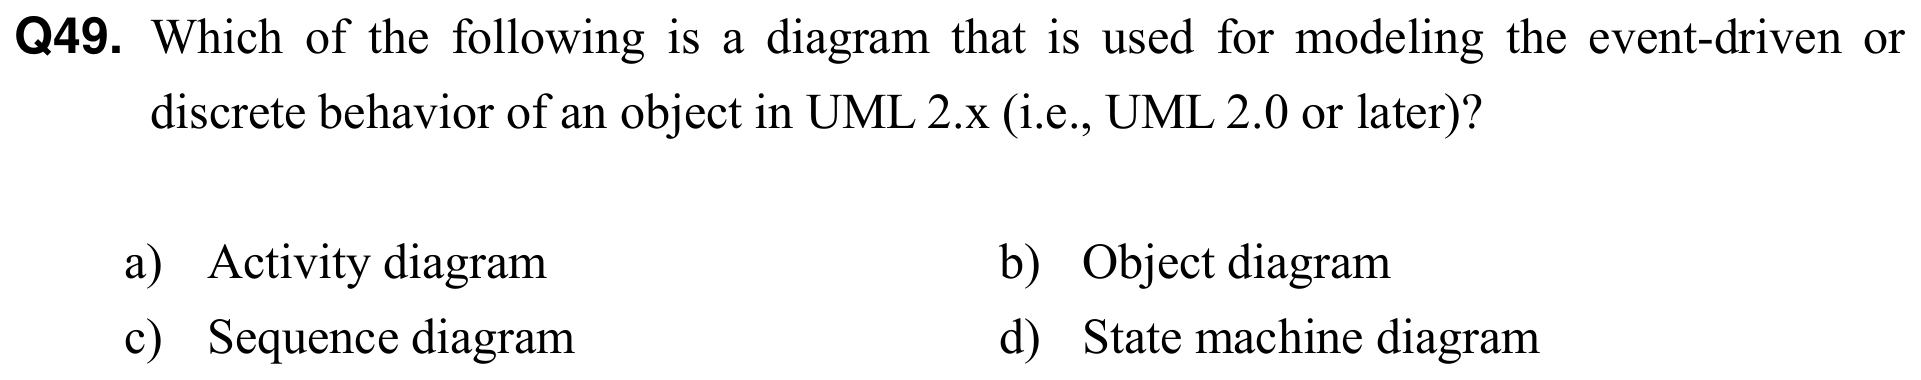 Q49. Which of the following is a diagram that is used for modeling the event-driven or
discrete behavior of an object in UML 2.x (i.e., UML 2.0 or later)?
a) Activity diagram b) Object diagram
c) Sequence diagram d) State machine diagram